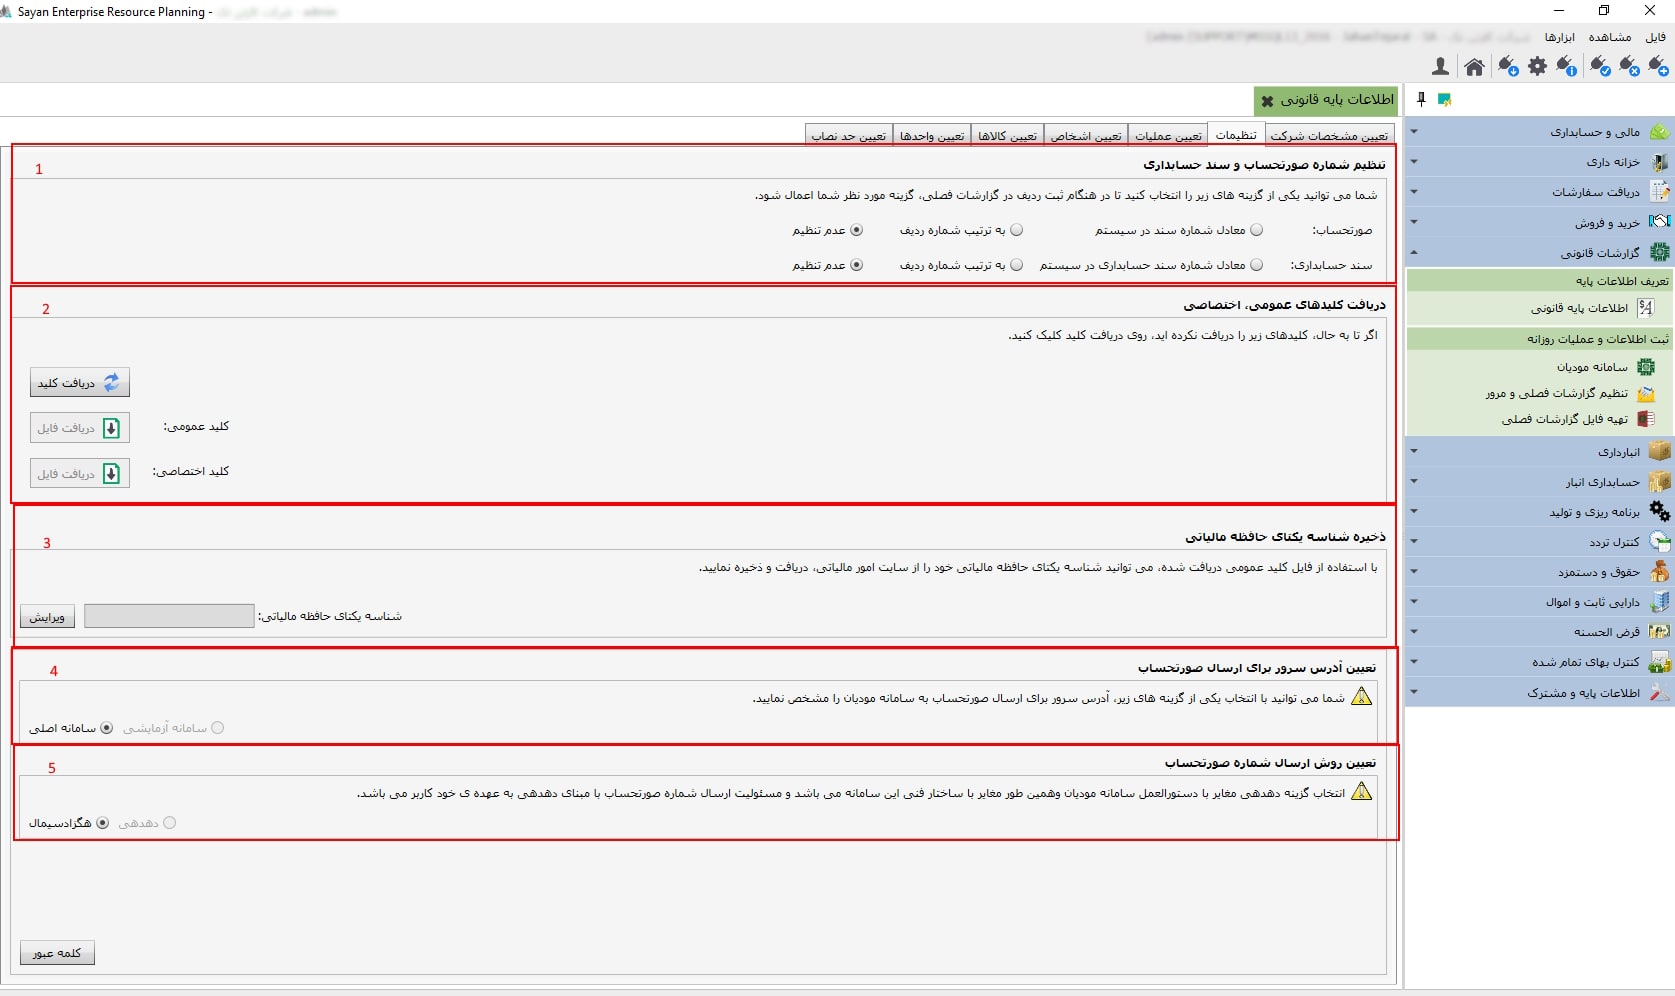 Sayan Enterprise Resource Planning -
فایل مشاهده ابزارها
اطلاعات پایه قانونی
تعیین مشخصات شرکت تنظیمات تعیین عملیات تعیین اشخاص تعیین کالاها تعیین واحدها تعیین حد نصاب
1
تنظیم شماره صورتحساب و سند حسابداری
شما می توانید یکی از گزینه های زیر را انتخاب کنید تا در هنگام ثبت ردیف در گزارشات فصلی، گزینه مورد نظر شما اعمال شود.
صورتحساب: معادل شماره سند در سیستم به ترتیب شماره ردیف عدم تنظیم
سند حسابداری: معادل شماره سند حسابداری در سیستم به ترتیب شماره ردیف عدم تنظیم
2
دریافت کلیدهای عمومی، اختصاصی
اگر تا به حال، کلیدهای زیر را دریافت نکرده اید، روی دریافت کلید کلیک کنید.
دریافت کلید
کلید عمومی: دریافت فایل
کلید اختصاصی: دریافت فایل
3
ذخیره شناسه یکتای حافظه مالیاتی
با استفاده از فایل کلید عمومی دریافت شده، می توانید شناسه یکتای حافظه مالیاتی خود را از سایت امور مالیاتی، دریافت و ذخیره نمایید.
شناسه یکتای حافظه مالیاتی: ویرایش
4
تعیین آدرس سرور برای ارسال صورتحساب
شما می توانید با انتخاب یکی از گزینه های زیر، آدرس سرور برای ارسال صورتحساب به سامانه مودیان را مشخص نمایید.
سامانه آزمایشی سامانه اصلی
5
تعیین روش ارسال شماره صورتحساب
انتخاب گزینه دهدهی مغایر با دستورالعمل سامانه مودیان وهمین طور مغایر با ساختار فنی این سامانه می باشد و مسئولیت ارسال شماره صورتحساب با مبنای دهدهی به عهده ی خود کاربر می باشد.
دهدهی هگزادسیمال
کلمه عبور
مالی و حسابداری
خزانه داری
دریافت سفارشات
خرید و فروش
گزارشات قانونی
تعریف اطلاعات پایه
اطلاعات پایه قانونی
ثبت اطلاعات و عملیات روزانه
سامانه مودیان
تنظیم گزارشات فصلی و مرور
تهیه فایل گزارشات فصلی
انبارداری
حسابداری انبار
برنامه ریزی و تولید
کنترل تردد
حقوق و دستمزد
دارایی ثابت و اموال
قرض الحسنه
کنترل بهای تمام شده
اطلاعات پایه و مشترک